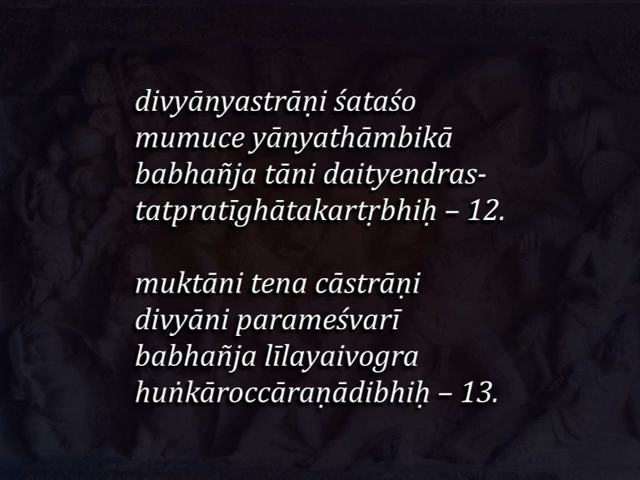 divyānyastrāṇi śataśo
mumuce yānyathāmbikā
babhañja tāni daityendras-
tatpratīghātakartṛbhiḥ – 12.
muktāni tena cāstrāṇi
divyāni parameśvarī
babhañja līlayaivogra
huṅkāroccāraṇādibhiḥ – 13.